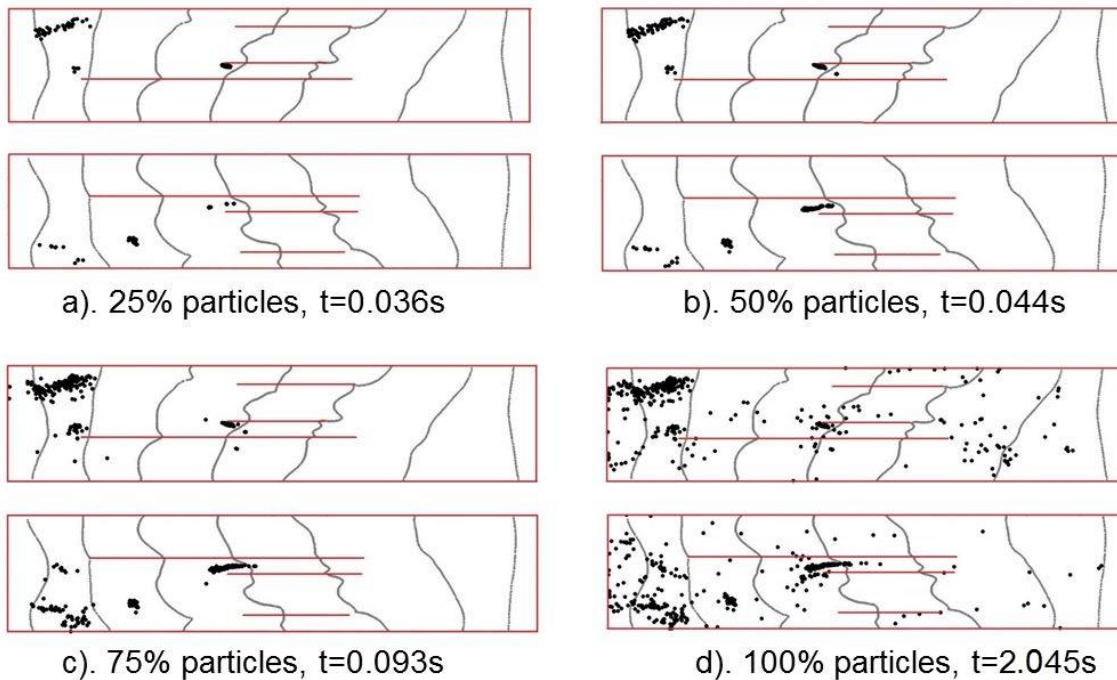 a). 25% particles, t=0.036s
b). 50% particles, t=0.044s
c). 75% particles, t=0.093s
d). 100% particles, t=2.045s